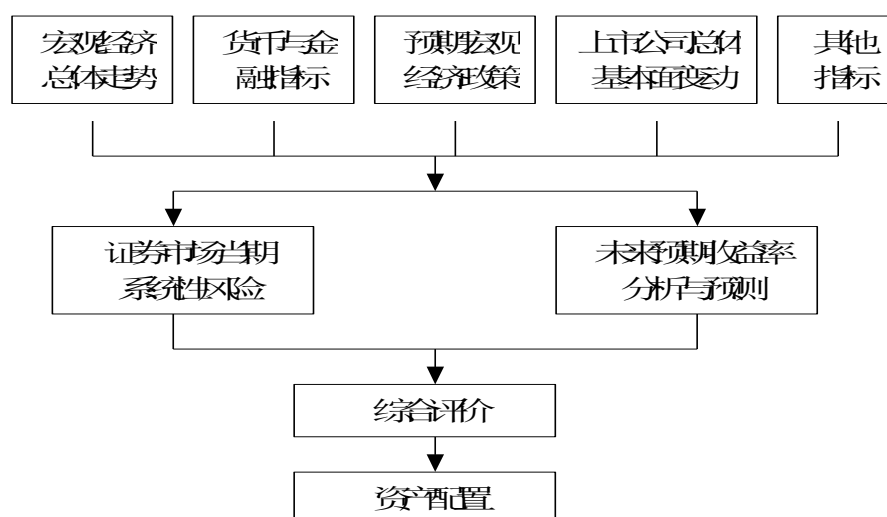 宏观经济
总体走势
货币与金
融指标
预期宏观
经济政策
上市公司总体
基本面变动
其他
指标
证券市场当期
系统性风险
未来预期收益率
分析与预测
综合评价
资产配置